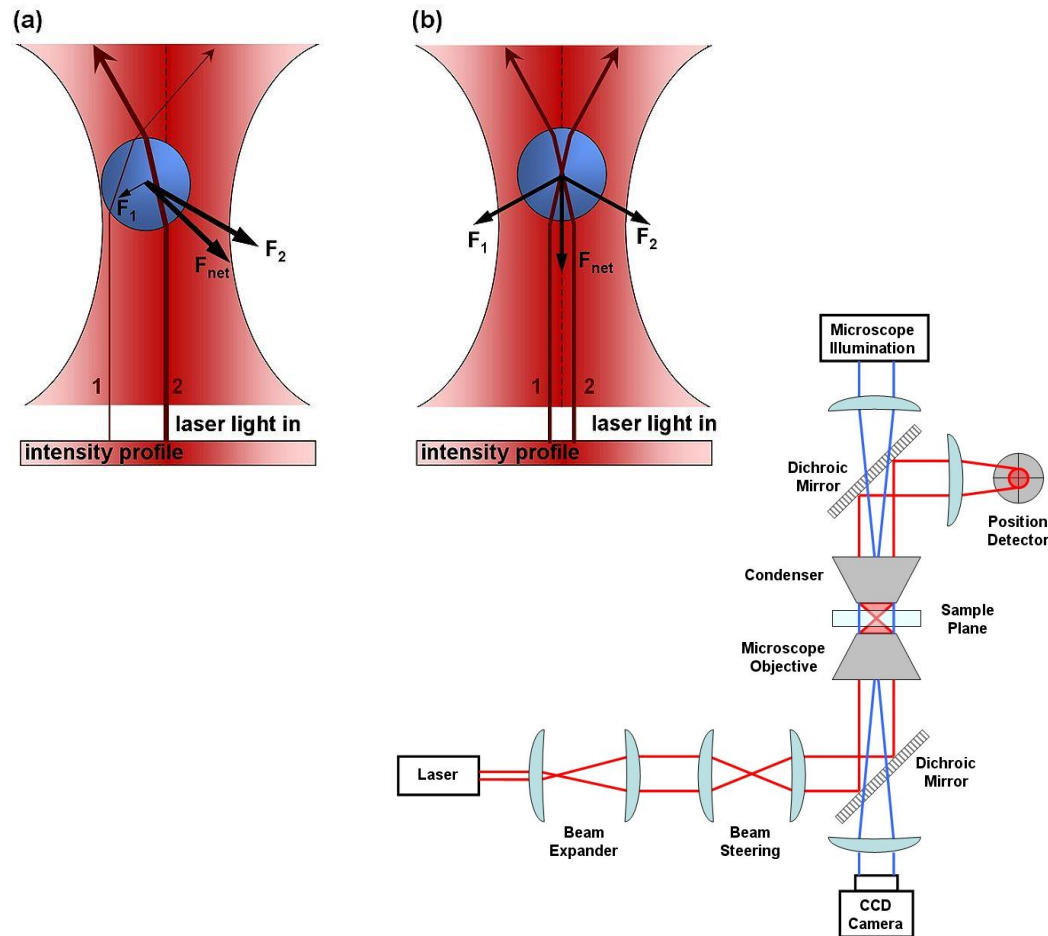 (a)
F1
F2
Fnet
1
2
laser light in
intensity profile
(b)
F1
F2
Fnet
1
2
laser light in
intensity profile
Microscope
Illumination
Dichroic
Mirror
Position
Detector
Condenser
Sample
Plane
Microscope
Objective
Laser
Beam
Expander
Beam
Steering
Dichroic
Mirror
CCD
Camera